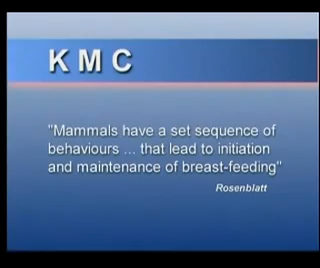 K M C
"Mammals have a set sequence of
behaviours ... that lead to initiation
and maintenance of breast-feeding"
Rosenblatt